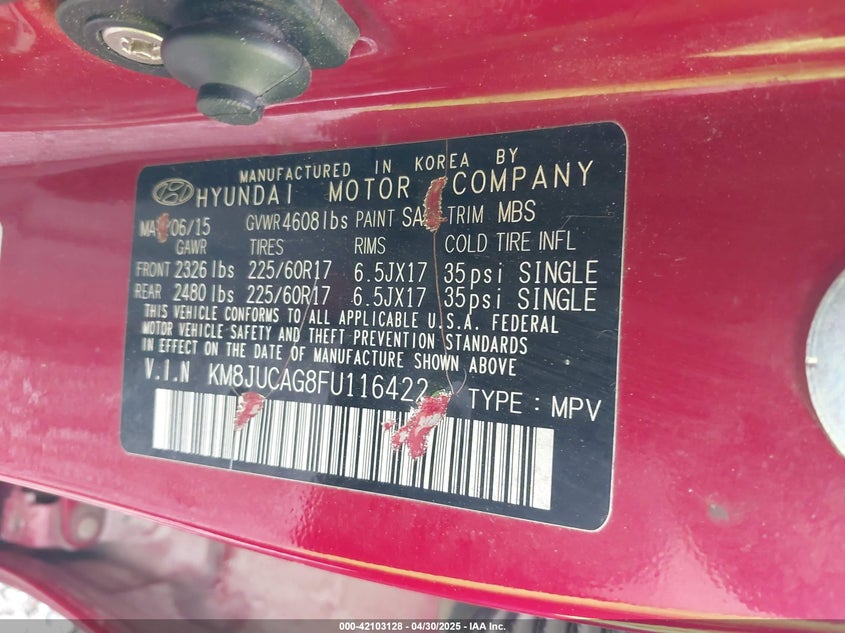 MANUFACTURED IN KOREA BY
HYUNDAI MOTOR COMPANY
06/15 GVWR 4608 lbs PAINT TRIM MBS
GAWR TIRES RIMS COLD TIRE INFL
FRONT 2326 lbs 225/60R17 6.5JX17 35psi SINGLE
REAR 2480 lbs 225/60R17 6.5JX17 35psi SINGLE
THIS VEHICLE CONFORMS TO ALL APPLICABLE U.S.A. FEDERAL
MOTOR VEHICLE SAFETY AND THEFT PREVENTION STANDARDS
IN EFFECT ON THE DATE OF MANUFACTURE SHOWN ABOVE
V.I.N KM8JUCAG8FU116422 TYPE : MPV
000-42103128 - 04/30/2025 - IAA Inc.